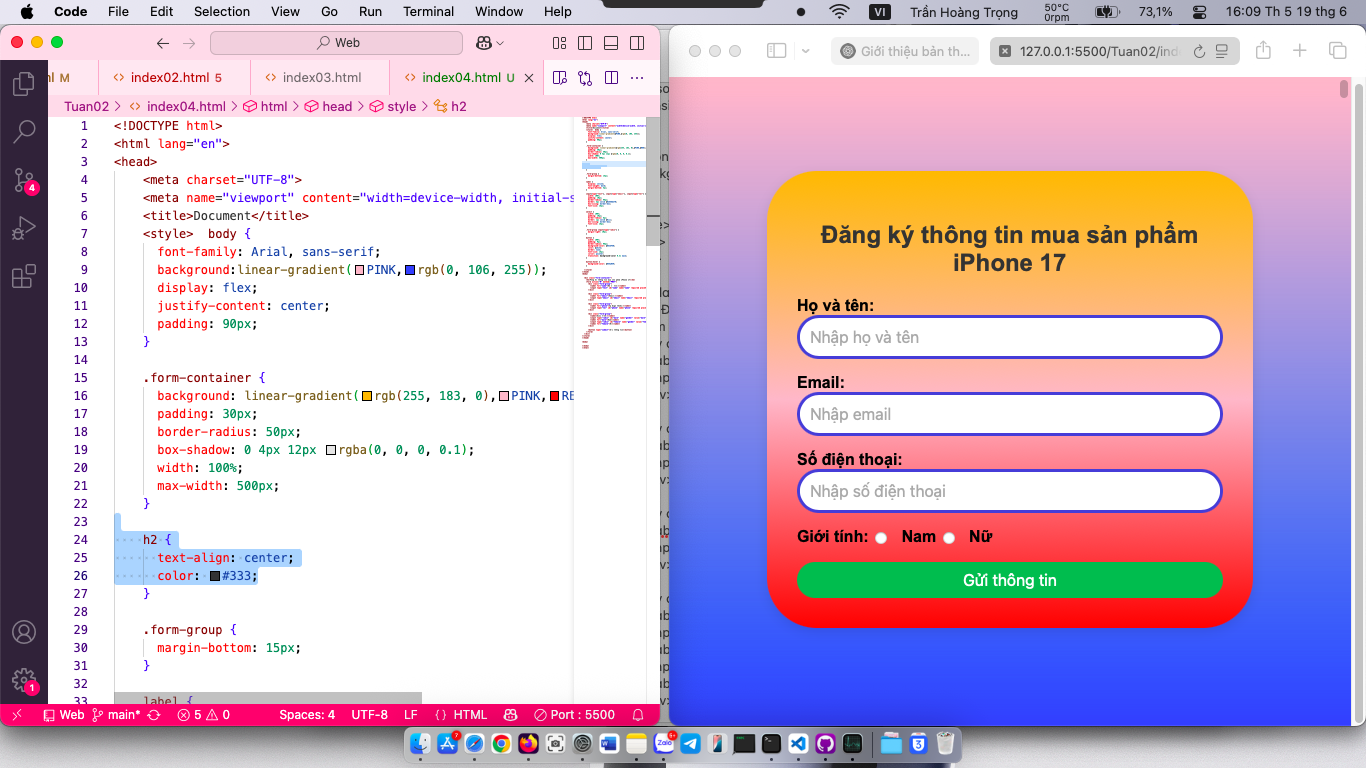 Code File Edit Selection View Go Run Terminal Window Help
VI Trần Hoàng Trọng 50°C 0rpm 73,1% 16:09 Th 5 19 thg 6
Web
M index02.html 5 index03.html index04.html U
Tuan02 > index04.html > html > head > style > h2
1 <!DOCTYPE html>
2 <html lang="en">
3 <head>
4 <meta charset="UTF-8">
5 <meta name="viewport" content="width=device-width, initial-s
6 <title>Document</title>
7 <style> body {
8 font-family: Arial, sans-serif;
9 background:linear-gradient(PINK,rgb(0, 106, 255));
10 display: flex;
11 justify-content: center;
12 padding: 90px;
13 }
14
15 .form-container {
16 background: linear-gradient(rgb(255, 183, 0),PINK,RE
17 padding: 30px;
18 border-radius: 50px;
19 box-shadow: 0 4px 12px rgba(0, 0, 0, 0.1);
20 width: 100%;
21 max-width: 500px;
22 }
23
24 h2 {
25 text-align: center;
26 color: #333;
27 }
28
29 .form-group {
30 margin-bottom: 15px;
31 }
32
33 label {
Web main* 5 0 Spaces: 4 UTF-8 LF {} HTML Port : 5500
4
1
Giới thiệu bản th...
127.0.0.1:5500/Tuan02/ind
Đăng ký thông tin mua sản phẩm
iPhone 17
Họ và tên:
Nhập họ và tên
Email:
Nhập email
Số điện thoại:
Nhập số điện thoại
Giới tính: Nam Nữ
Gửi thông tin
7
Zalo
5+
3